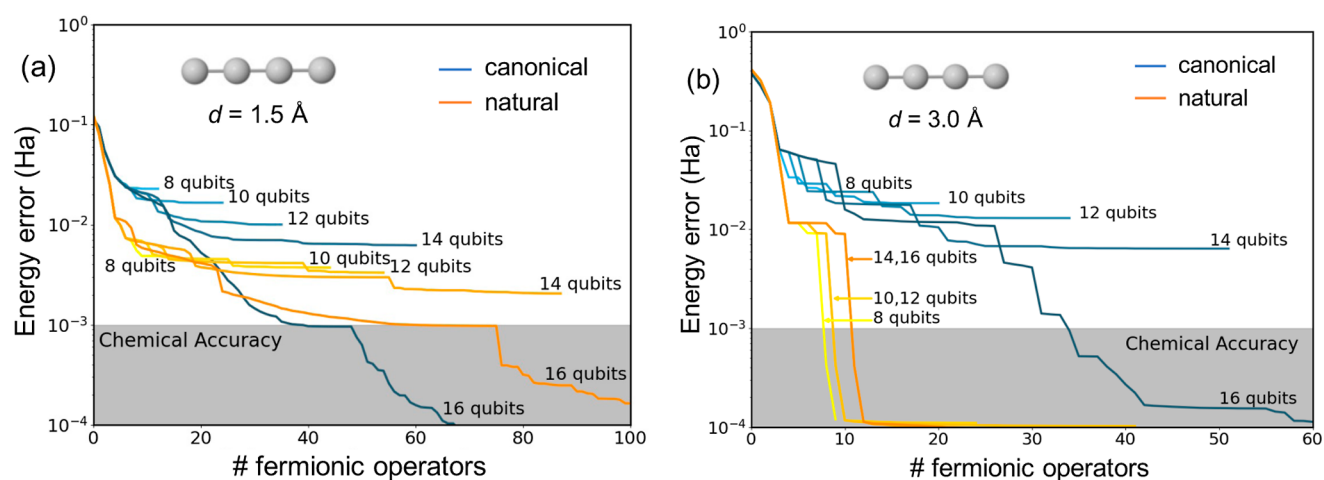 (a)
Energy error (Ha)
10^0
10^-1
10^-2
10^-3
10^-4
d = 1.5 Å
canonical
natural
8 qubits
10 qubits
12 qubits
14 qubits
8 qubits
10 qubits
12 qubits
14 qubits
Chemical Accuracy
16 qubits
16 qubits
0 20 40 60 80 100
# fermionic operators
(b)
Energy error (Ha)
10^0
10^-1
10^-2
10^-3
10^-4
d = 3.0 Å
canonical
natural
8 qubits
10 qubits
12 qubits
14 qubits
14,16 qubits
10,12 qubits
8 qubits
Chemical Accuracy
16 qubits
0 10 20 30 40 50 60
# fermionic operators